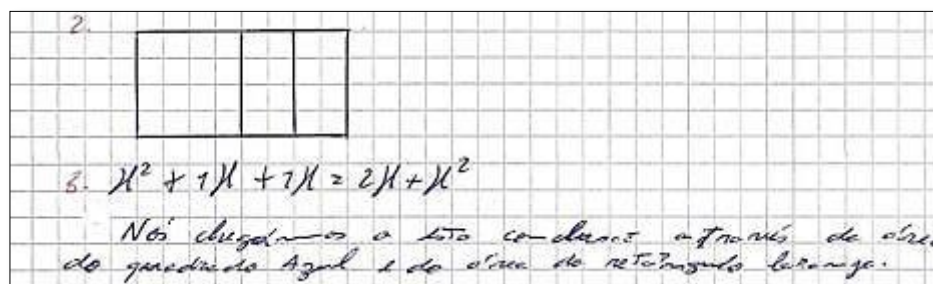 2.
3. x² + 1x + 1x = 2x + x²
Nós chegámos a esta conclusão através da área
do quadrado Azul e da área do retângulo laranja.